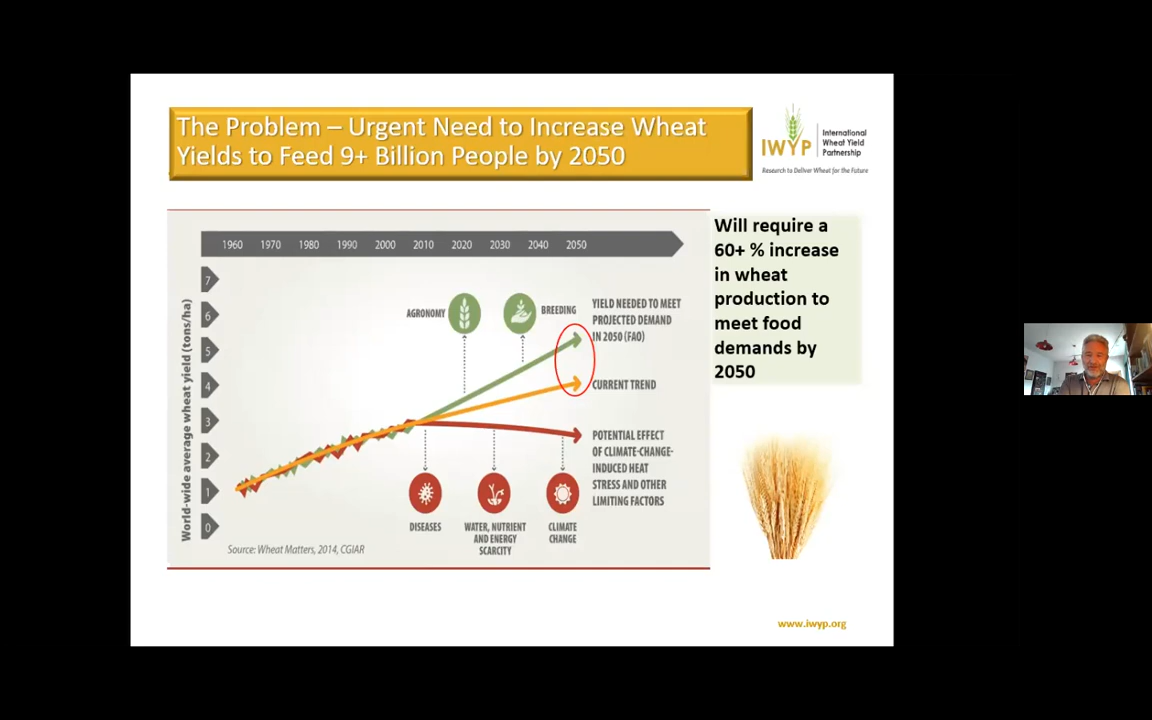 The Problem – Urgent Need to Increase Wheat
Yields to Feed 9+ Billion People by 2050
IWYP
International
Wheat Yield
Partnership
Research to Deliver Wheat for the Future
1960 1970 1980 1990 2000 2010 2020 2030 2040 2050
7
6
5
4
3
2
1
0
World-wide average wheat yield (tons/ha)
AGRONOMY
BREEDING
YIELD NEEDED TO MEET
PROJECTED DEMAND
IN 2050 (FAO)
CURRENT TREND
POTENTIAL EFFECT
OF CLIMATE-CHANGE-
INDUCED HEAT
STRESS AND OTHER
LIMITING FACTORS
DISEASES
WATER, NUTRIENT
AND ENERGY
SCARCITY
CLIMATE
CHANGE
Source: Wheat Matters, 2014, CGIAR
Will require a
60+ % increase
in wheat
production to
meet food
demands by
2050
www.iwyp.org